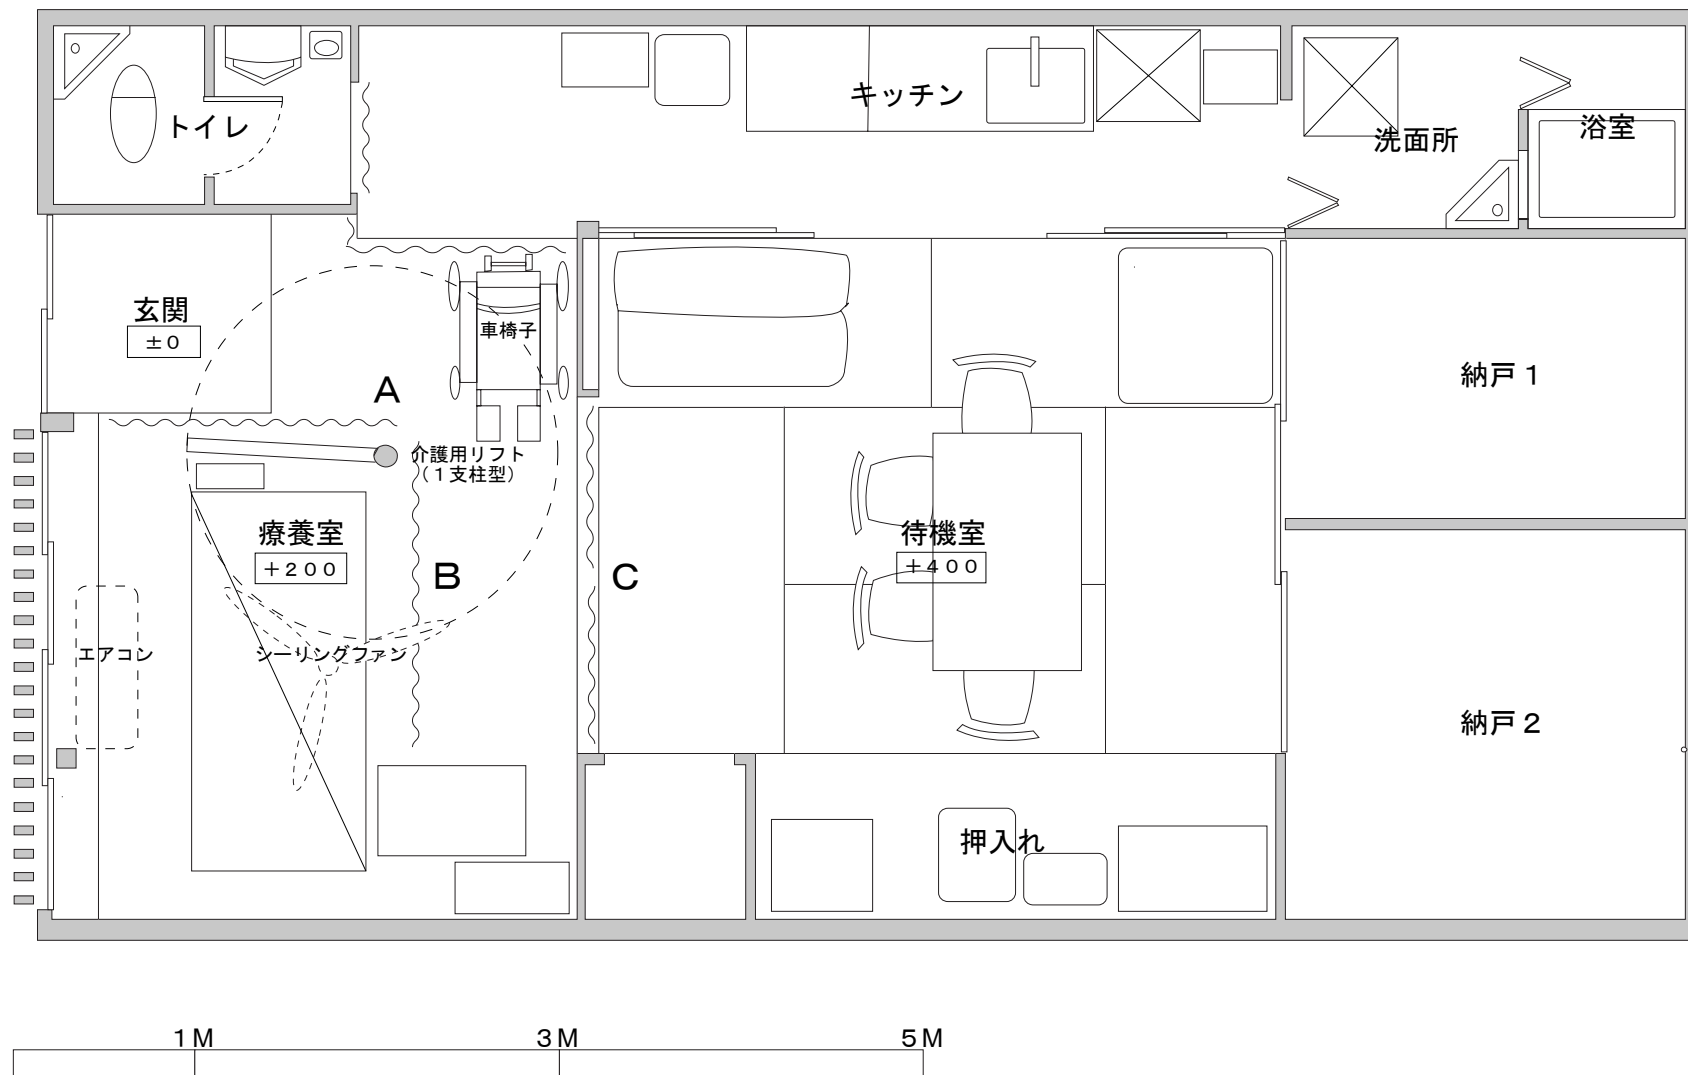 トイレ
キッチン
洗面所
浴室
玄関
±0
車椅子
A
納戸1
介護用リフト
（1支柱型）
療養室
+200
B
C
待機室
+400
エアコン
シーリングファン
納戸2
押入れ
1M
3M
5M